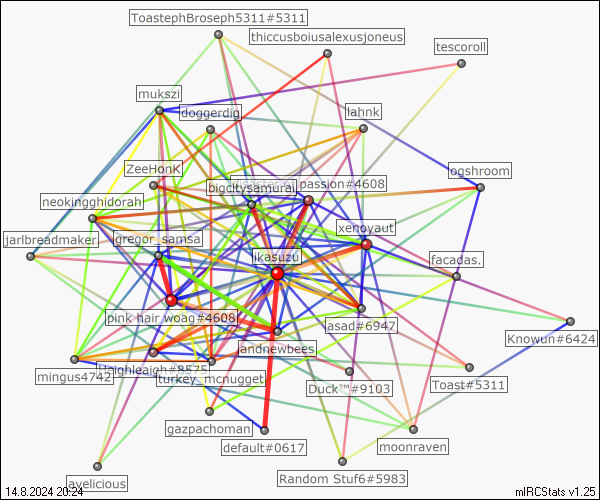 ToastephBroseph5311#5311
thiccusboiusalexusjoneus
tescoroll
mukszi
doggerdig
lahnk
ZeeHonK
passion#4608
ogshroom
bigcitysamurai
neokingghidorah
xenoyaut
jarlbreadmaker
gregor_samsa
ikasuzu
facadas.
pink hair woag#4608
asad#6947
Knowun#6424
andnewbees
mingus4742
turkey_mcnugget
Duck™#9103
Toast#5311
gazpachoman
default#0617
moonraven
avelicious
Random Stuf6#5983
14.8.2024 20:24
mIRCStats v1.25